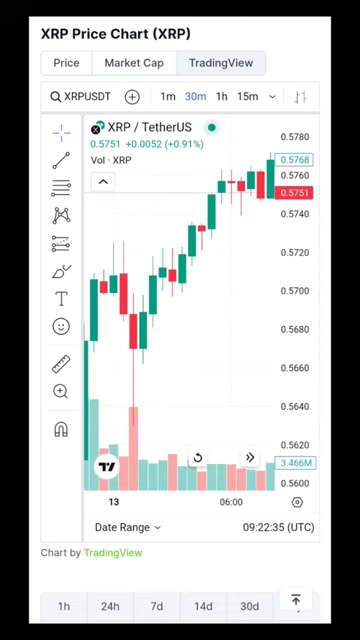 XRP Price Chart (XRP)
Price Market Cap TradingView
XRPUSDT 1m 30m 1h 15m
XRP / TetherUS
0.5751 +0.0052 (+0.91%)
Vol · XRP
0.5780
0.5768
0.5760
0.5751
0.5740
0.5720
0.5700
0.5680
0.5660
0.5640
0.5620
3.466M
0.5600
13 06:00
Date Range 09:22:35 (UTC)
Chart by TradingView
1h 24h 7d 14d 30d